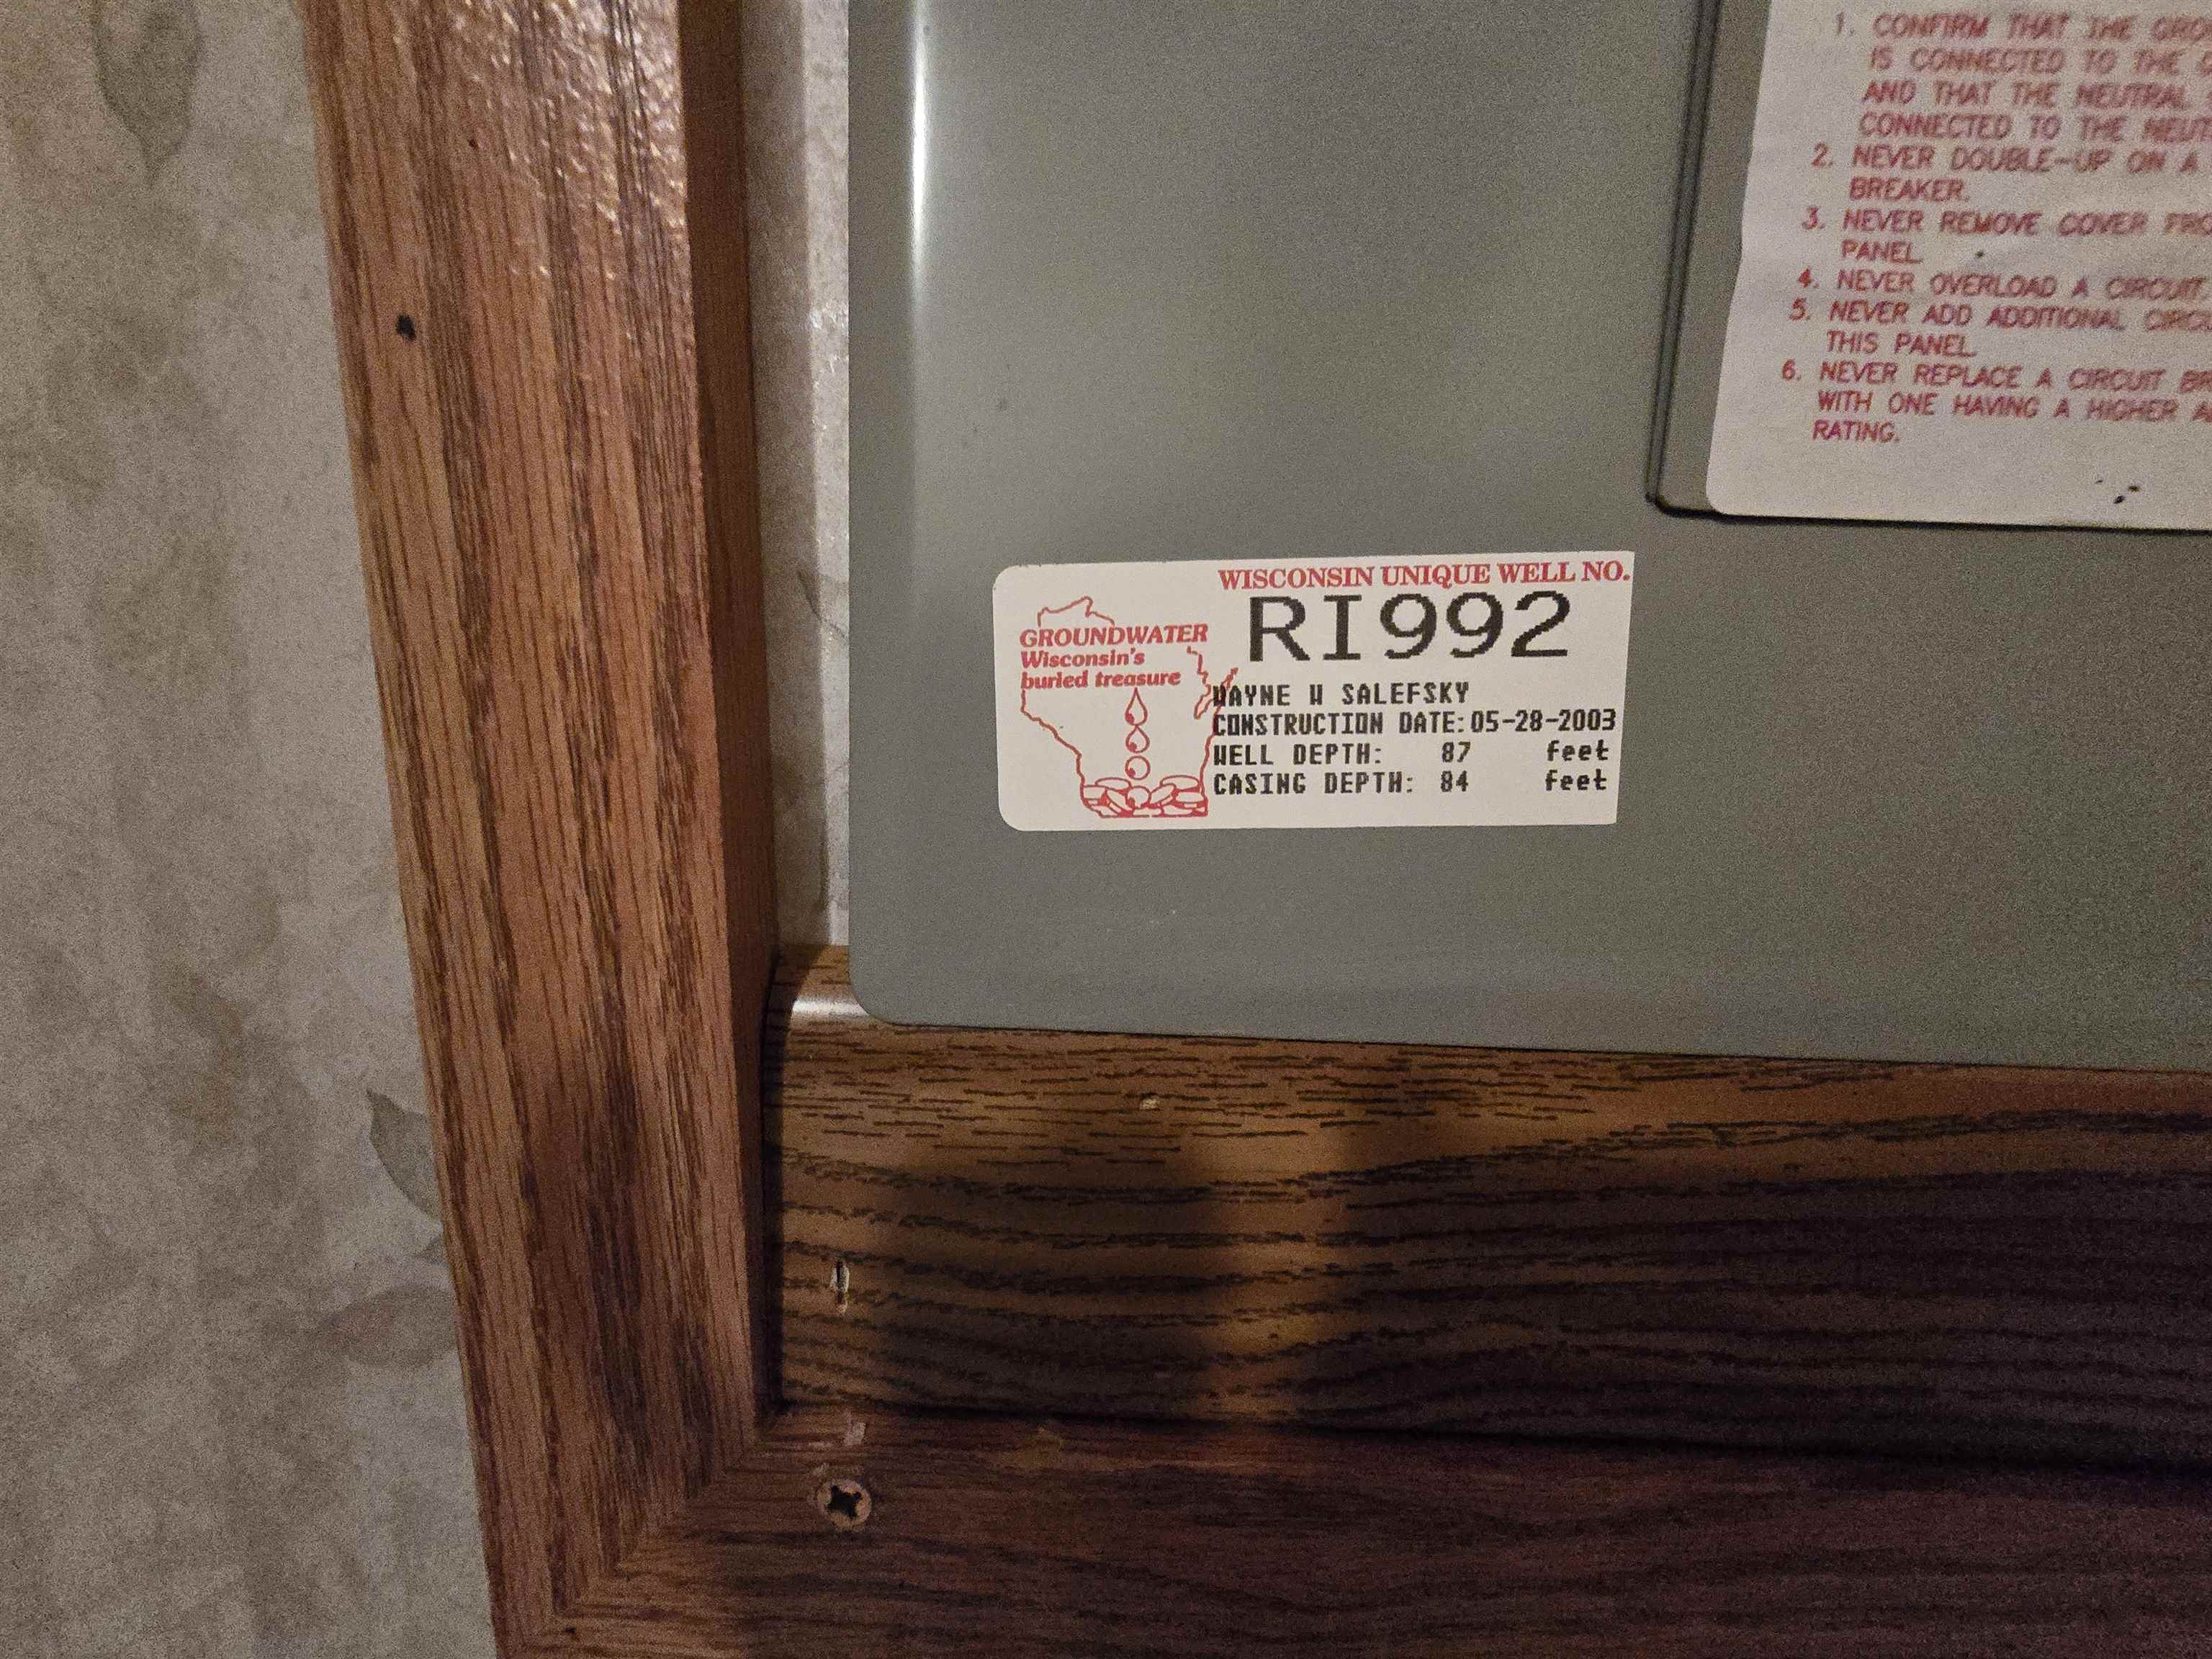 1. CONFIRM THAT THE
IS CONNECTED TO THE
AND THAT THE NEUTRAL
CONNECTED TO THE
2. NEVER DOUBLE-UP ON A
BREAKER.
3. NEVER REMOVE COVER
PANEL.
4. NEVER OVERLOAD A CIRCUIT
5. NEVER ADD ADDITIONAL
THIS PANEL
6. NEVER REPLACE A CIRCUIT
WITH ONE HAVING A HIGHER
RATING.
WISCONSIN UNIQUE WELL NO.
RI992
GROUNDWATER
Wisconsin's
buried treasure
WAYNE W SALEFSKY
CONSTRUCTION DATE: 05-28-2003
WELL DEPTH: 87 feet
CASING DEPTH: 84 feet